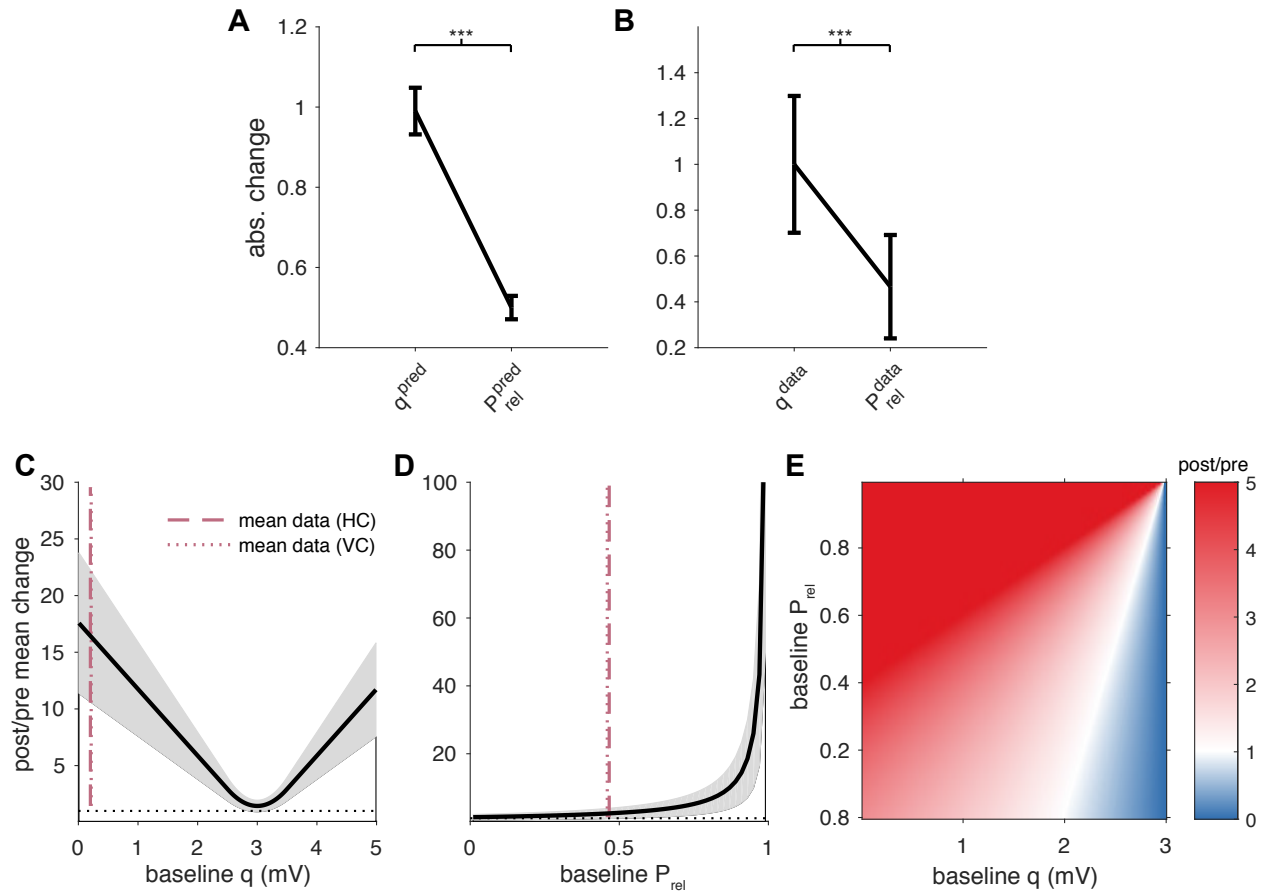 A
1.2
1
0.8
0.6
0.4
abs. change
***
q^pred
P_rel^pred
B
1.4
1.2
1
0.8
0.6
0.4
0.2
***
q^data
P_rel^data
C
30
25
20
15
10
5
post/pre mean change
mean data (HC)
mean data (VC)
0 1 2 3 4 5
baseline q (mV)
D
100
80
60
40
20
0 0.5 1
baseline P_rel
E
0.8
0.6
0.4
0.2
0.8
baseline P_rel
1 2 3
baseline q (mV)
post/pre
5
4
3
2
1
0